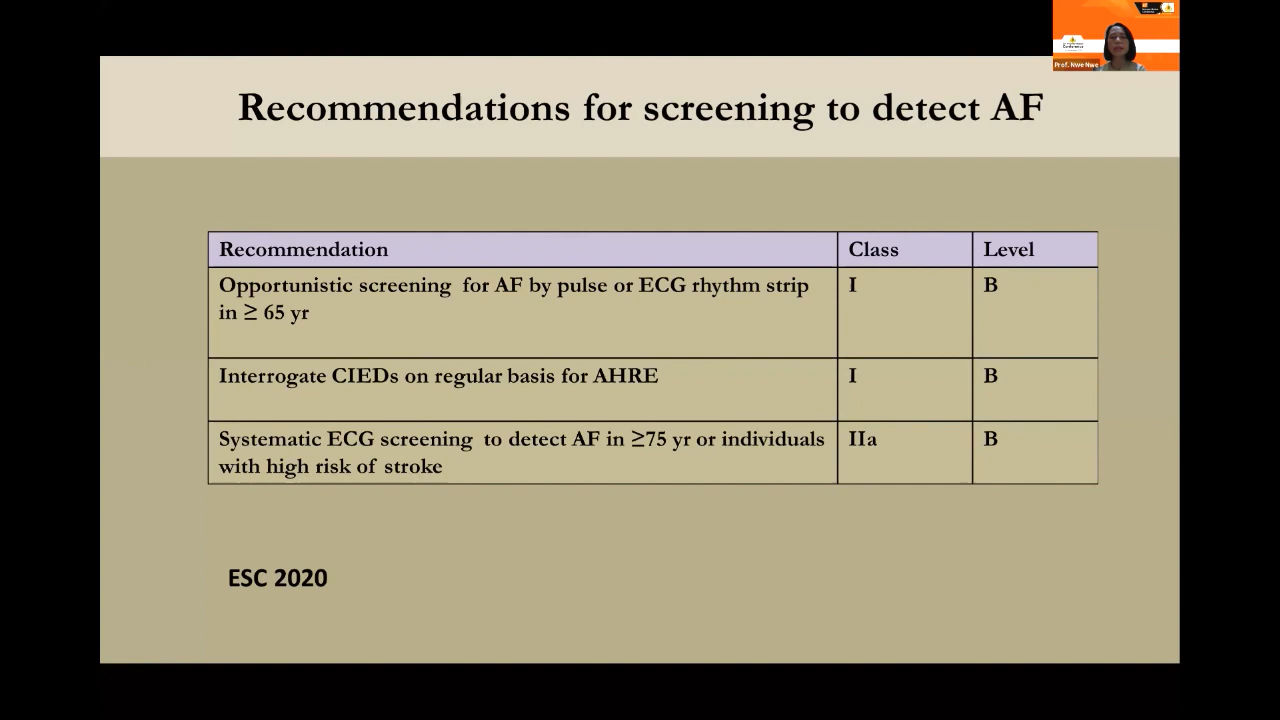 Conference
Prof. Nwe Nwe
Recommendations for screening to detect AF
Recommendation Class Level
Opportunistic screening for AF by pulse or ECG rhythm strip I B
in ≥ 65 yr
Interrogate CIEDs on regular basis for AHRE I B
Systematic ECG screening to detect AF in ≥75 yr or individuals IIa B
with high risk of stroke
ESC 2020